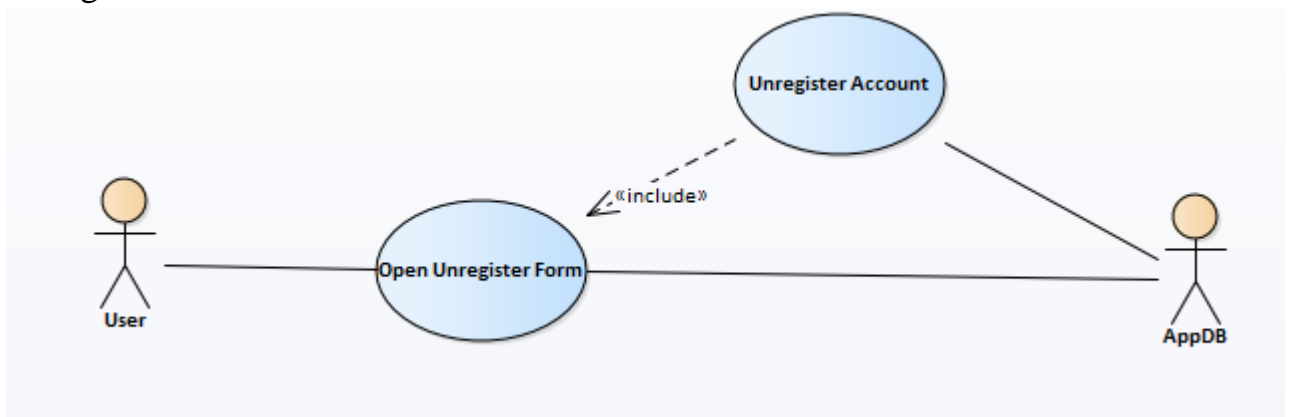 Unregister Account
«include»
Open Unregister Form
User
AppDB